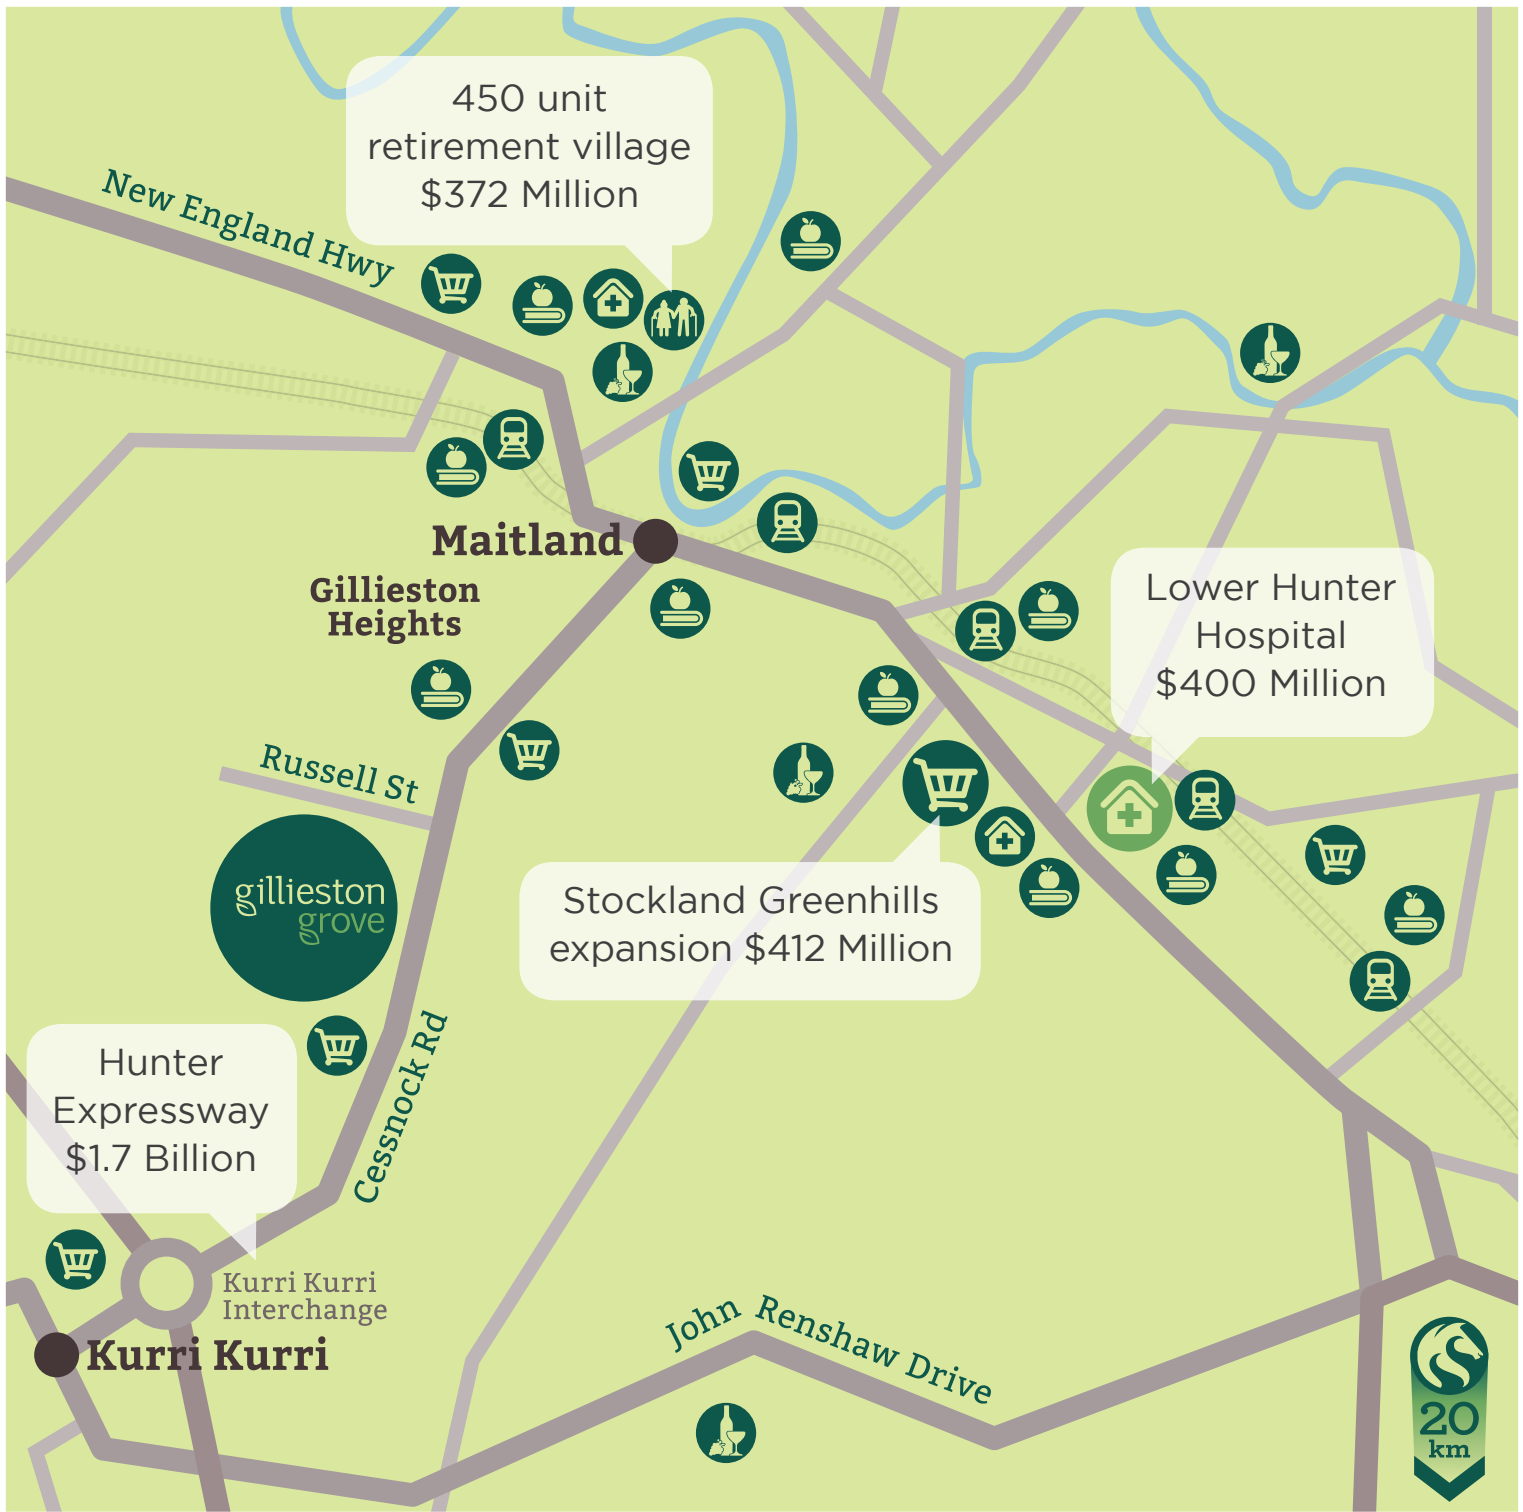 450 unit
retirement village
$372 Million
New England Hwy
Maitland
Gillieston
Heights
Lower Hunter
Hospital
$400 Million
Russell St
gillieston
grove
Stockland Greenhills
expansion $412 Million
Hunter
Expressway
$1.7 Billion
Cessnock Rd
Kurri Kurri
Interchange
Kurri Kurri
John Renshaw Drive
20
km